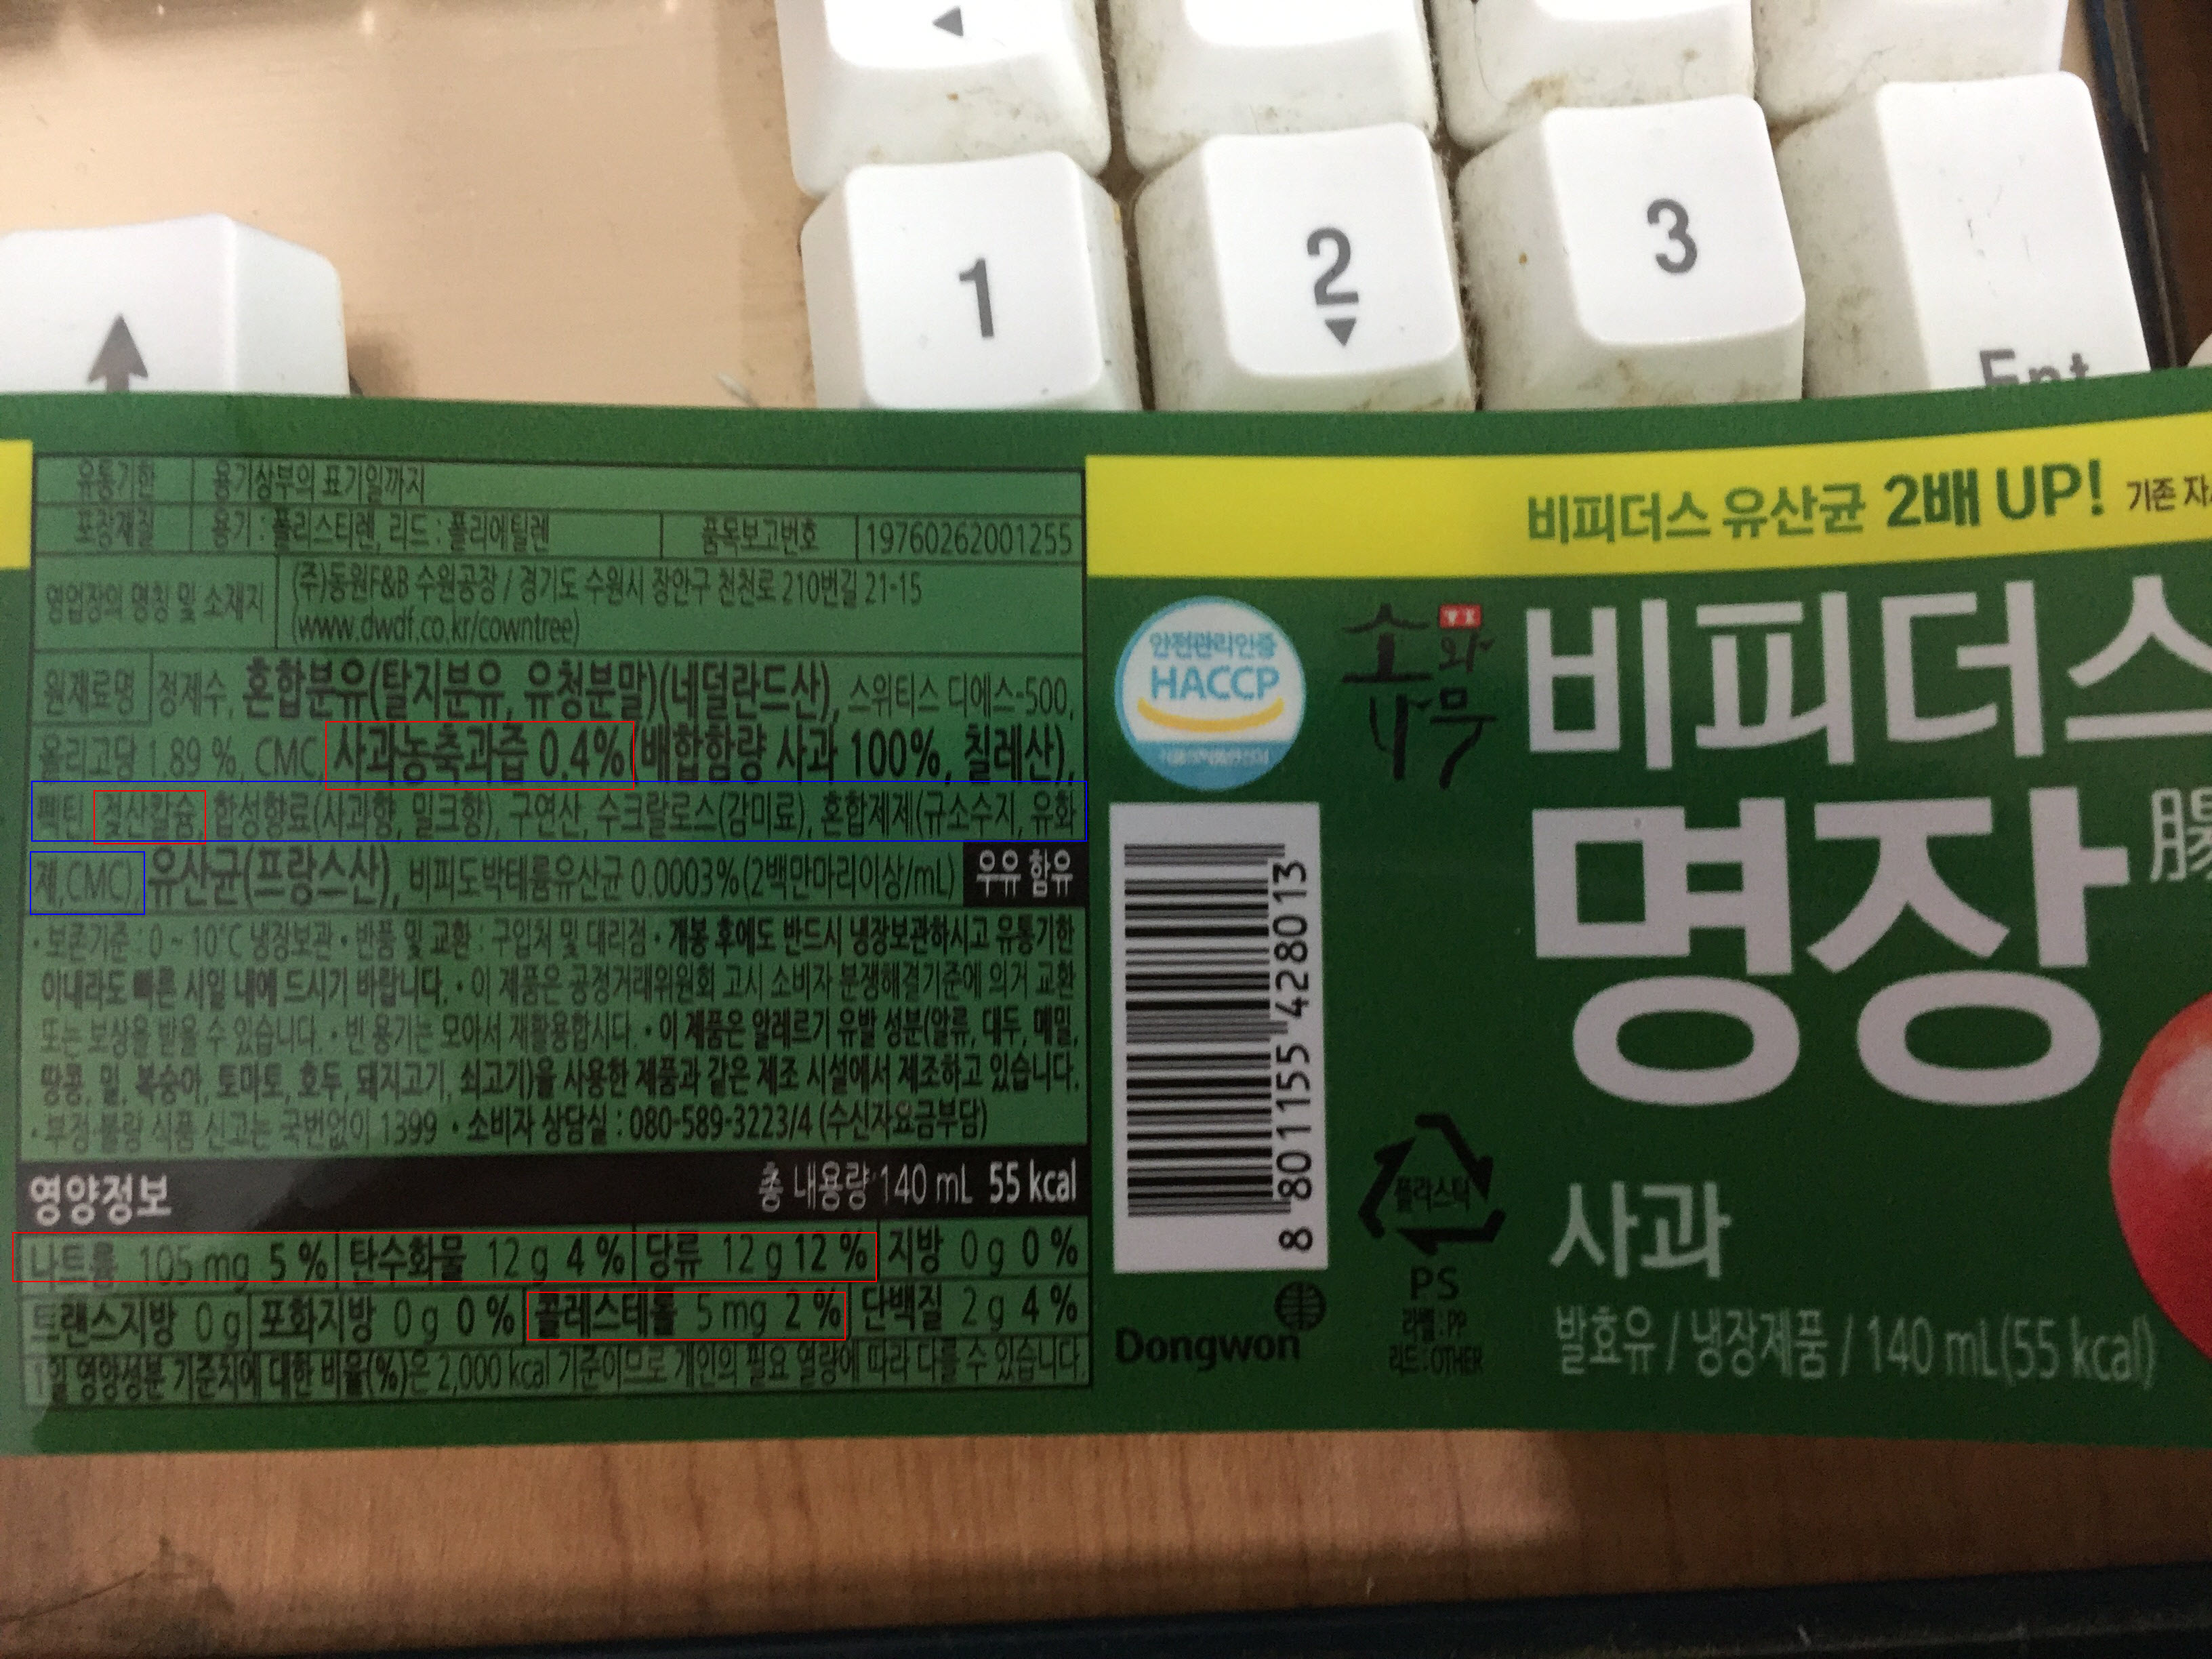 1
2
3
Ent
유통기한 용기상부의 표기일까지
포장재질 용기 : 폴리스티렌, 리드 : 폴리에틸렌 품목보고번호 19760262001255
영업장의 명칭 및 소재지 (주)동원F&B 수원공장 / 경기도 수원시 장안구 천천로 210번길 21-15
(www.dwdf.co.kr/cowntree)
원재료명 정제수, 혼합분유(탈지분유, 유청분말)(네덜란드산), 스위티스 디에스-500,
올리고당 1.89 %, CMC, 사과농축과즙 0.4%(배합함량 사과 100%, 칠레산),
펙틴, 젖산칼슘, 합성향료(사과향, 밀크향), 구연산, 수크랄로스(감미료), 혼합제제(규소수지, 유화
제,CMC), 유산균(프랑스산), 비피도박테륨유산균 0.0003%(2백만마리이상/mL) 우유 함유
· 보존기준 : 0 ~ 10°C 냉장보관 · 반품 및 교환 : 구입처 및 대리점 · 개봉 후에도 반드시 냉장보관하시고 유통기한
이내라도 빠른 시일 내에 드시기 바랍니다. · 이 제품은 공정거래위원회 고시 소비자 분쟁해결기준에 의거 교환
또는 보상을 받을 수 있습니다. · 빈 용기는 모아서 재활용합시다. · 이 제품은 알레르기 유발 성분(알류, 대두, 메밀,
땅콩, 밀, 복숭아, 토마토, 호두, 돼지고기, 쇠고기)을 사용한 제품과 같은 제조 시설에서 제조하고 있습니다.
· 부정·불량 식품 신고는 국번없이 1399 · 소비자 상담실 : 080-589-3223/4 (수신자요금부담)
영양정보 총 내용량 140 mL 55 kcal
나트륨 105 mg 5 % 탄수화물 12 g 4 % 당류 12 g 12 % 지방 0 g 0 %
트랜스지방 0 g 포화지방 0 g 0 % 콜레스테롤 5 mg 2 % 단백질 2 g 4 %
1일 영양성분 기준치에 대한 비율(%)은 2,000 kcal 기준이므로 개인의 필요 열량에 따라 다를 수 있습니다.
비피더스 유산균 2배 UP! 기존 자
안전관리인증
HACCP
소와
나무
비피더스
명장 腸
8 801155 428013
플라스틱
PS
라벨 : PP
리드 : OTHER
Dongwon
사과
발효유 / 냉장제품 / 140 mL(55 kcal)